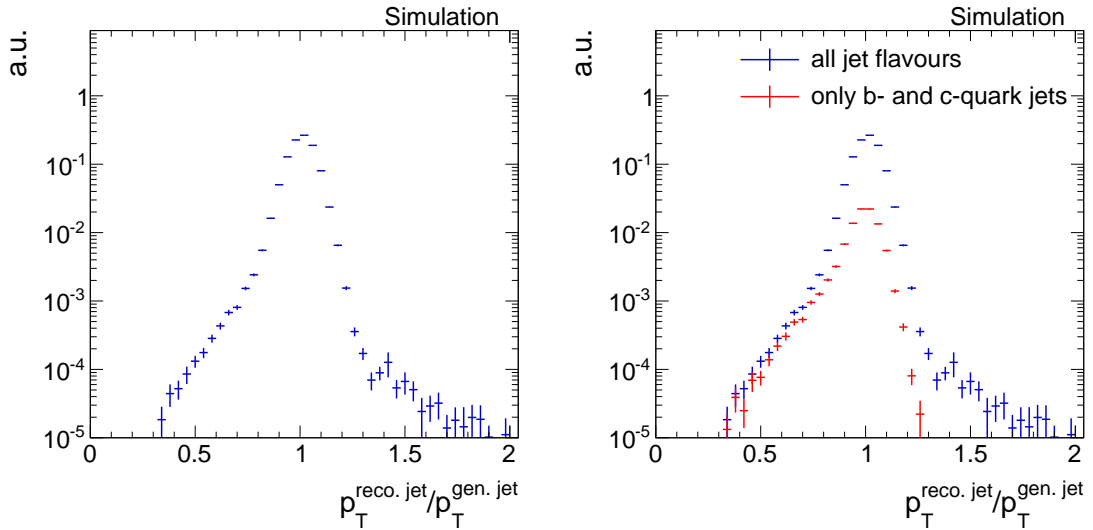 Simulation
a.u.
1
10^-1
10^-2
10^-3
10^-4
10^-5
0 0.5 1 1.5 2
p_T^reco. jet/p_T^gen. jet
Simulation
a.u.
all jet flavours
only b- and c-quark jets
1
10^-1
10^-2
10^-3
10^-4
10^-5
0 0.5 1 1.5 2
p_T^reco. jet/p_T^gen. jet